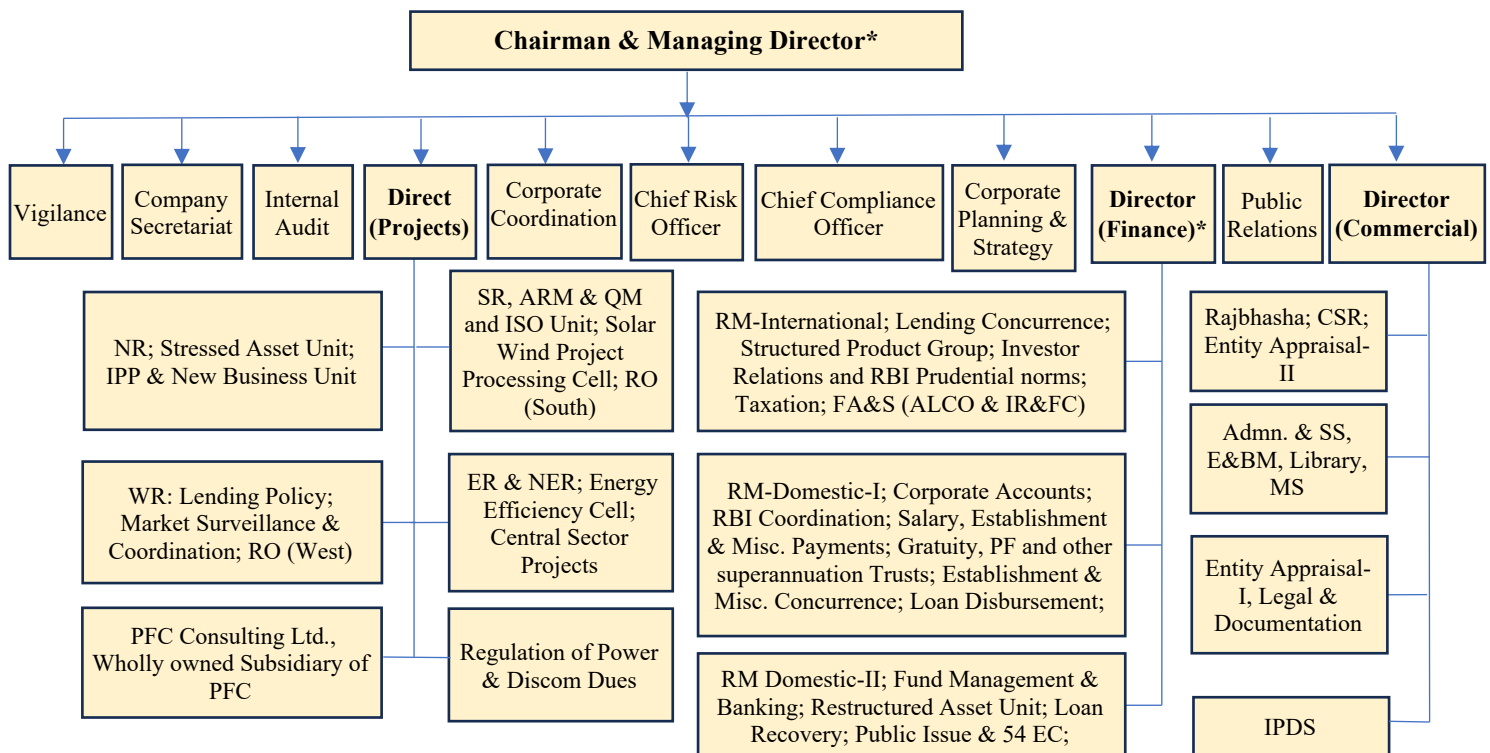 Chairman & Managing Director*
Vigilance
Company
Secretariat
Internal
Audit
Direct
(Projects)
Corporate
Coordination
Chief Risk
Officer
Chief Compliance
Officer
Corporate
Planning &
Strategy
Director
(Finance)*
Public
Relations
Director
(Commercial)
NR; Stressed Asset Unit;
IPP & New Business Unit
SR, ARM & QM
and ISO Unit; Solar
Wind Project
Processing Cell; RO
(South)
WR: Lending Policy;
Market Surveillance &
Coordination; RO (West)
ER & NER; Energy
Efficiency Cell;
Central Sector
Projects
PFC Consulting Ltd.,
Wholly owned Subsidiary of
PFC
Regulation of Power
& Discom Dues
RM-International; Lending Concurrence;
Structured Product Group; Investor
Relations and RBI Prudential norms;
Taxation; FA&S (ALCO & IR&FC)
RM-Domestic-I; Corporate Accounts;
RBI Coordination; Salary, Establishment
& Misc. Payments; Gratuity, PF and other
superannuation Trusts; Establishment &
Misc. Concurrence; Loan Disbursement;
RM Domestic-II; Fund Management &
Banking; Restructured Asset Unit; Loan
Recovery; Public Issue & 54 EC;
Rajbhasha; CSR;
Entity Appraisal-
II
Admn. & SS,
E&BM, Library,
MS
Entity Appraisal-
I, Legal &
Documentation
IPDS